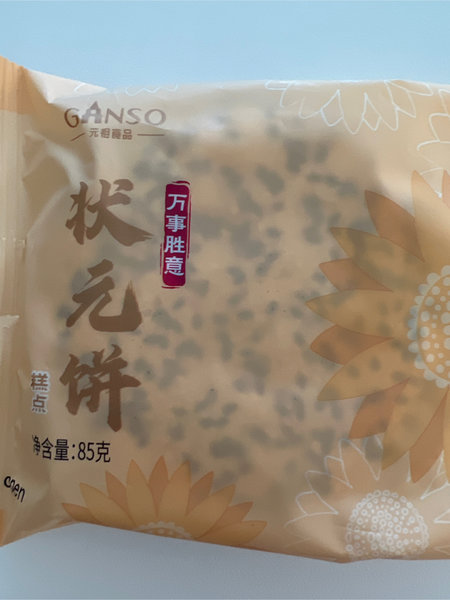 GANSO
元祖食品
状元饼
万事胜意
糕点
净含量:85克
open